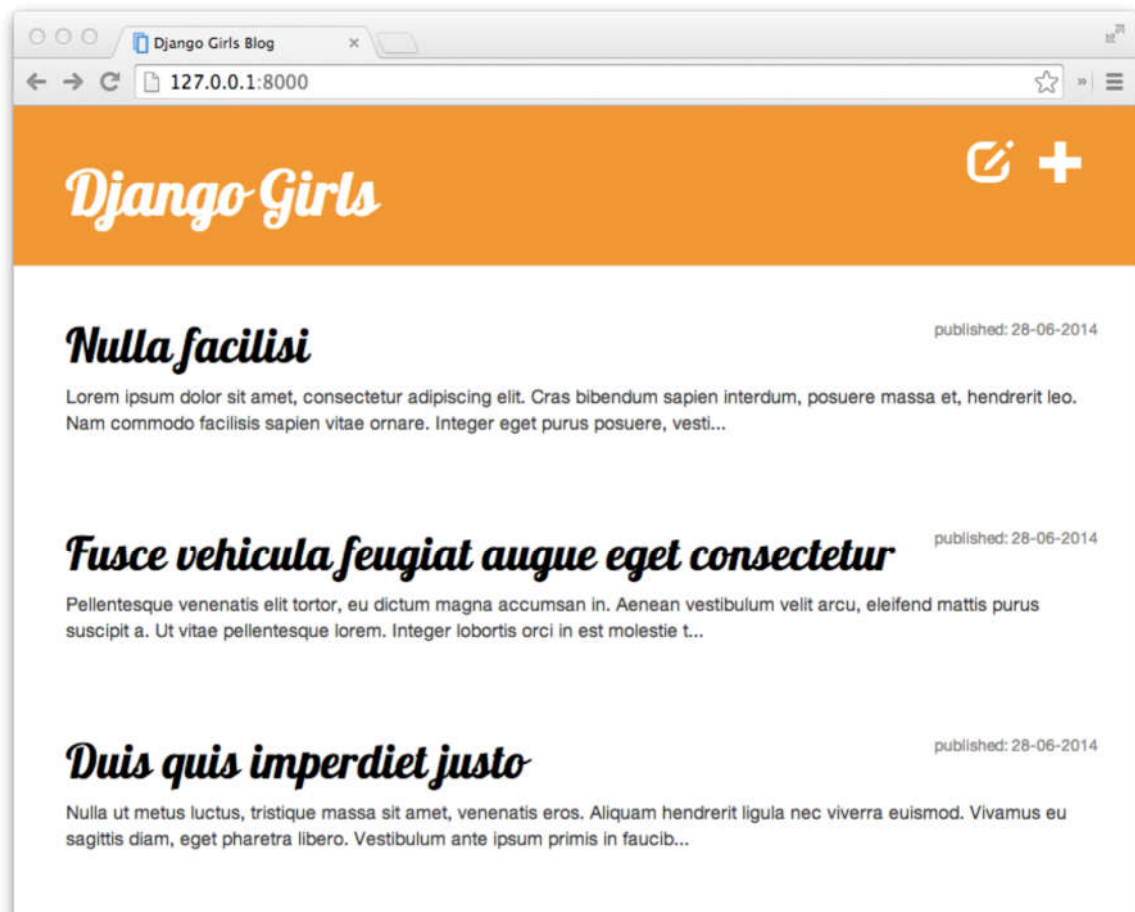 Django Girls Blog
127.0.0.1:8000
Django Girls
Nulla facilisi
published: 28-06-2014
Lorem ipsum dolor sit amet, consectetur adipiscing elit. Cras bibendum sapien interdum, posuere massa et, hendrerit leo.
Nam commodo facilisis sapien vitae ornare. Integer eget purus posuere, vesti...
Fusce vehicula feugiat augue eget consectetur
published: 28-06-2014
Pellentesque venenatis elit tortor, eu dictum magna accumsan in. Aenean vestibulum velit arcu, eleifend mattis purus
suscipit a. Ut vitae pellentesque lorem. Integer lobortis orci in est molestie t...
Duis quis imperdiet justo
published: 28-06-2014
Nulla ut metus luctus, tristique massa sit amet, venenatis eros. Aliquam hendrerit ligula nec viverra euismod. Vivamus eu
sagittis diam, eget pharetra libero. Vestibulum ante ipsum primis in faucib...